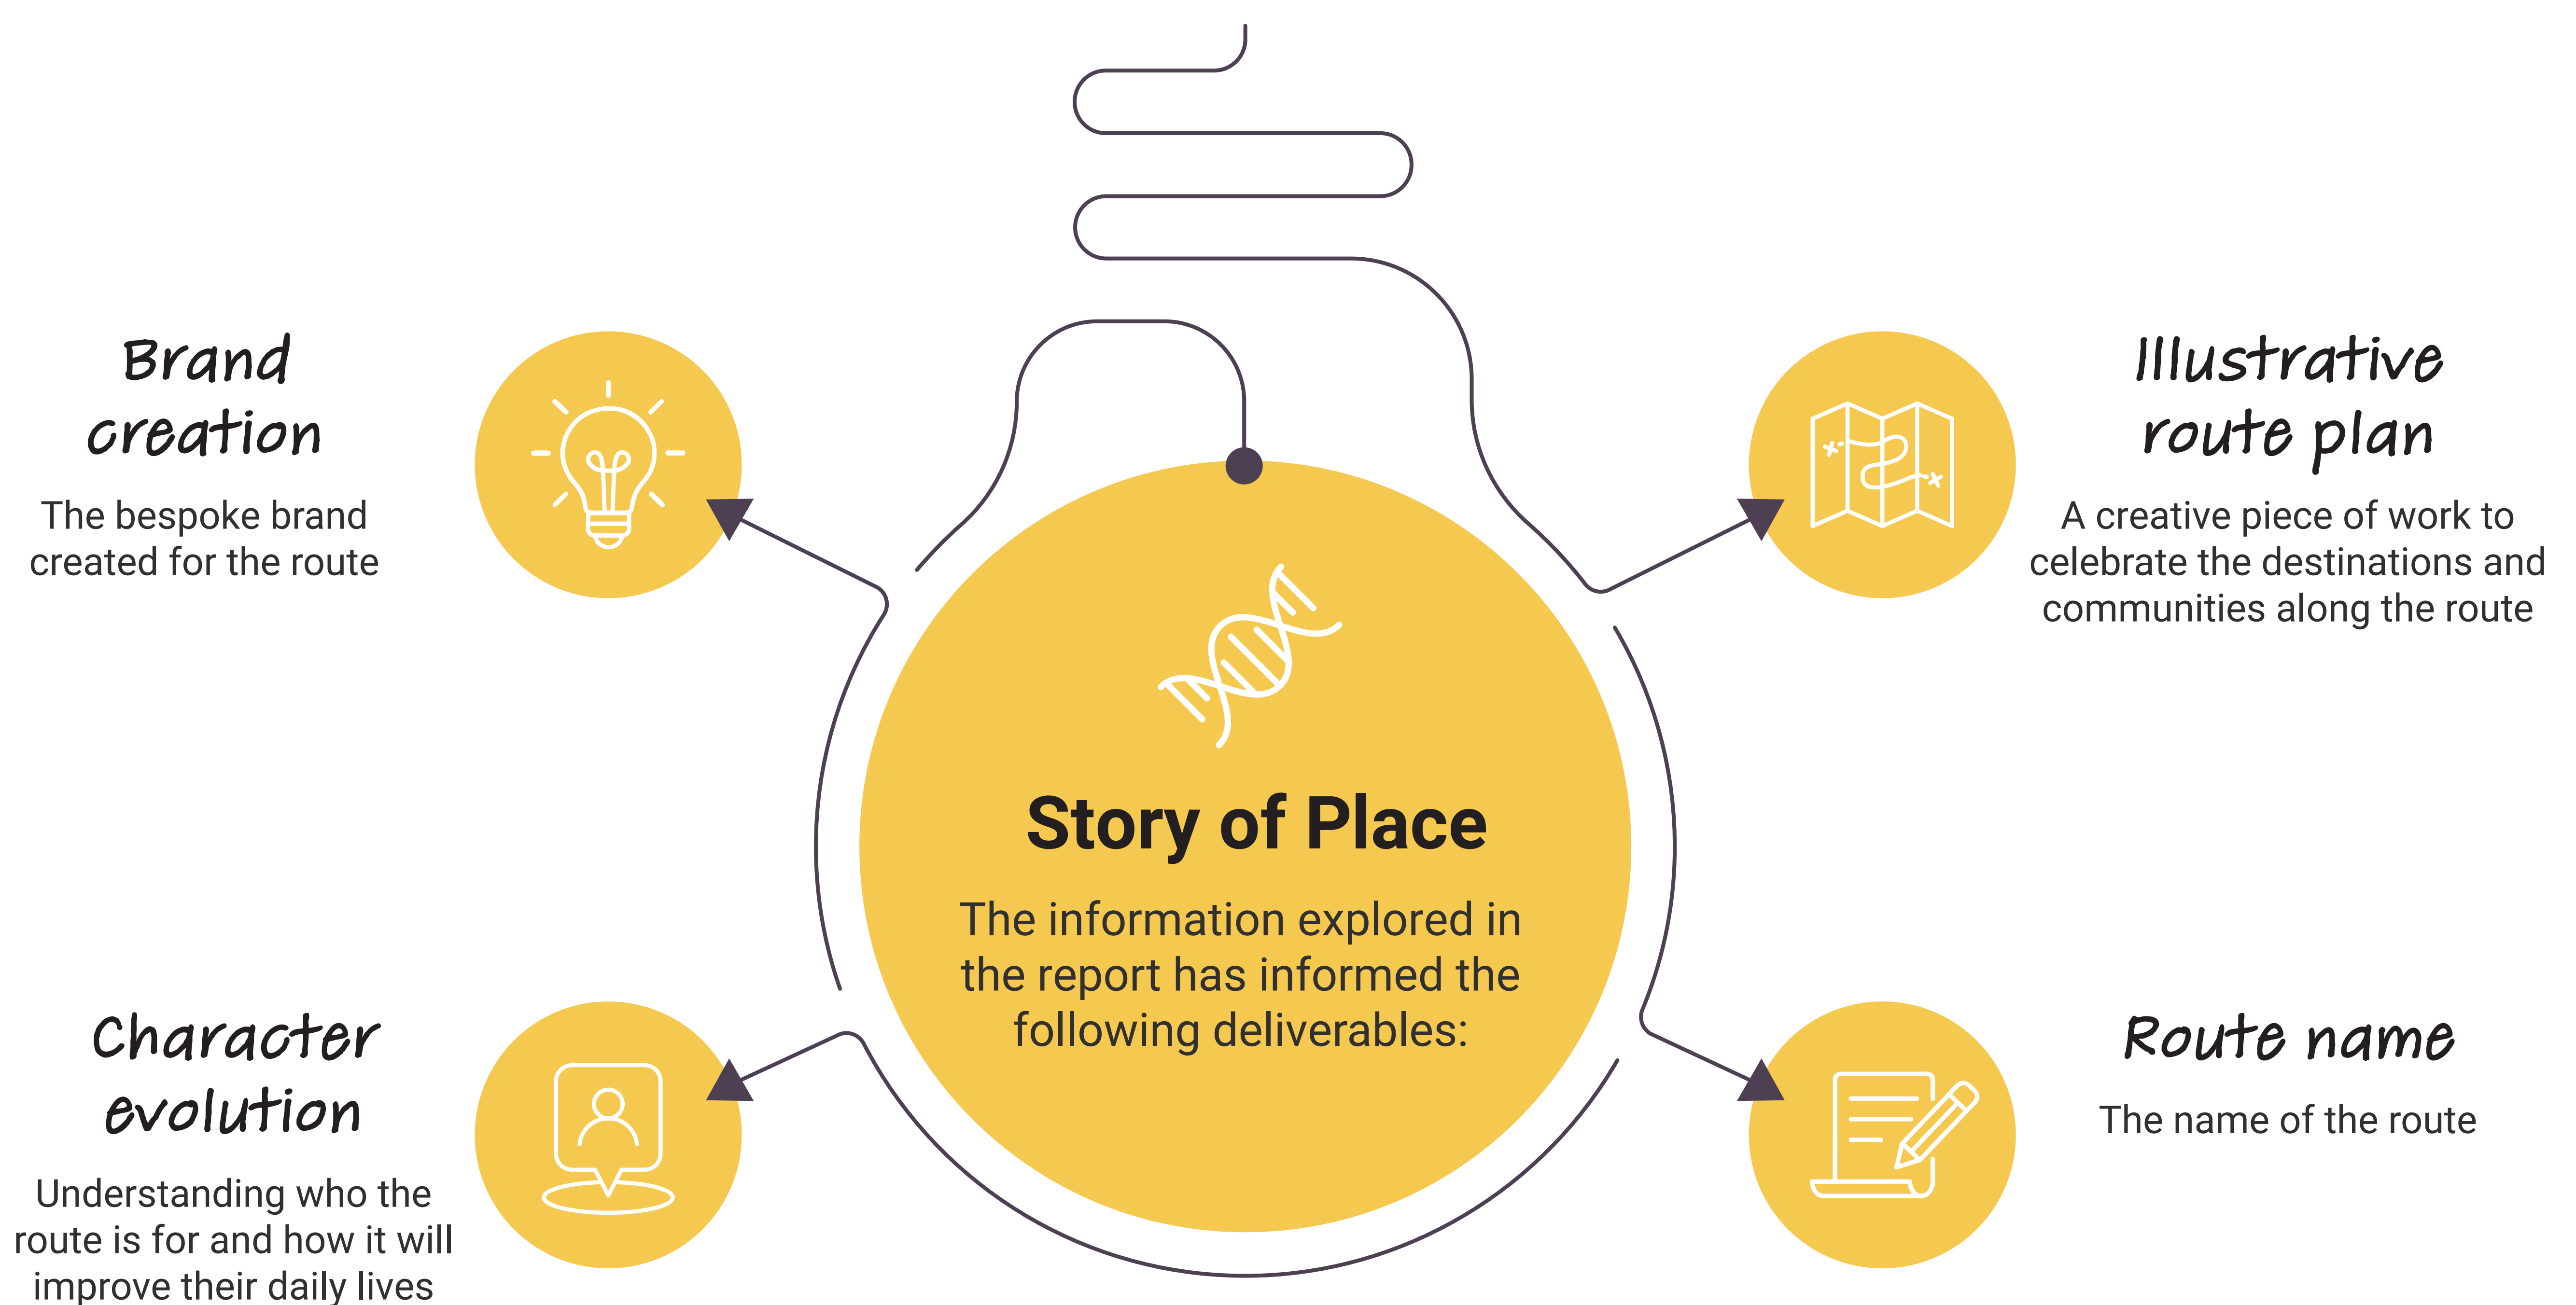 Brand
creation
The bespoke brand
created for the route
Illustrative
route plan
A creative piece of work to
celebrate the destinations and
communities along the route
Story of Place
The information explored in
the report has informed the
following deliverables:
Character
evolution
Understanding who the
route is for and how it will
improve their daily lives
Route name
The name of the route